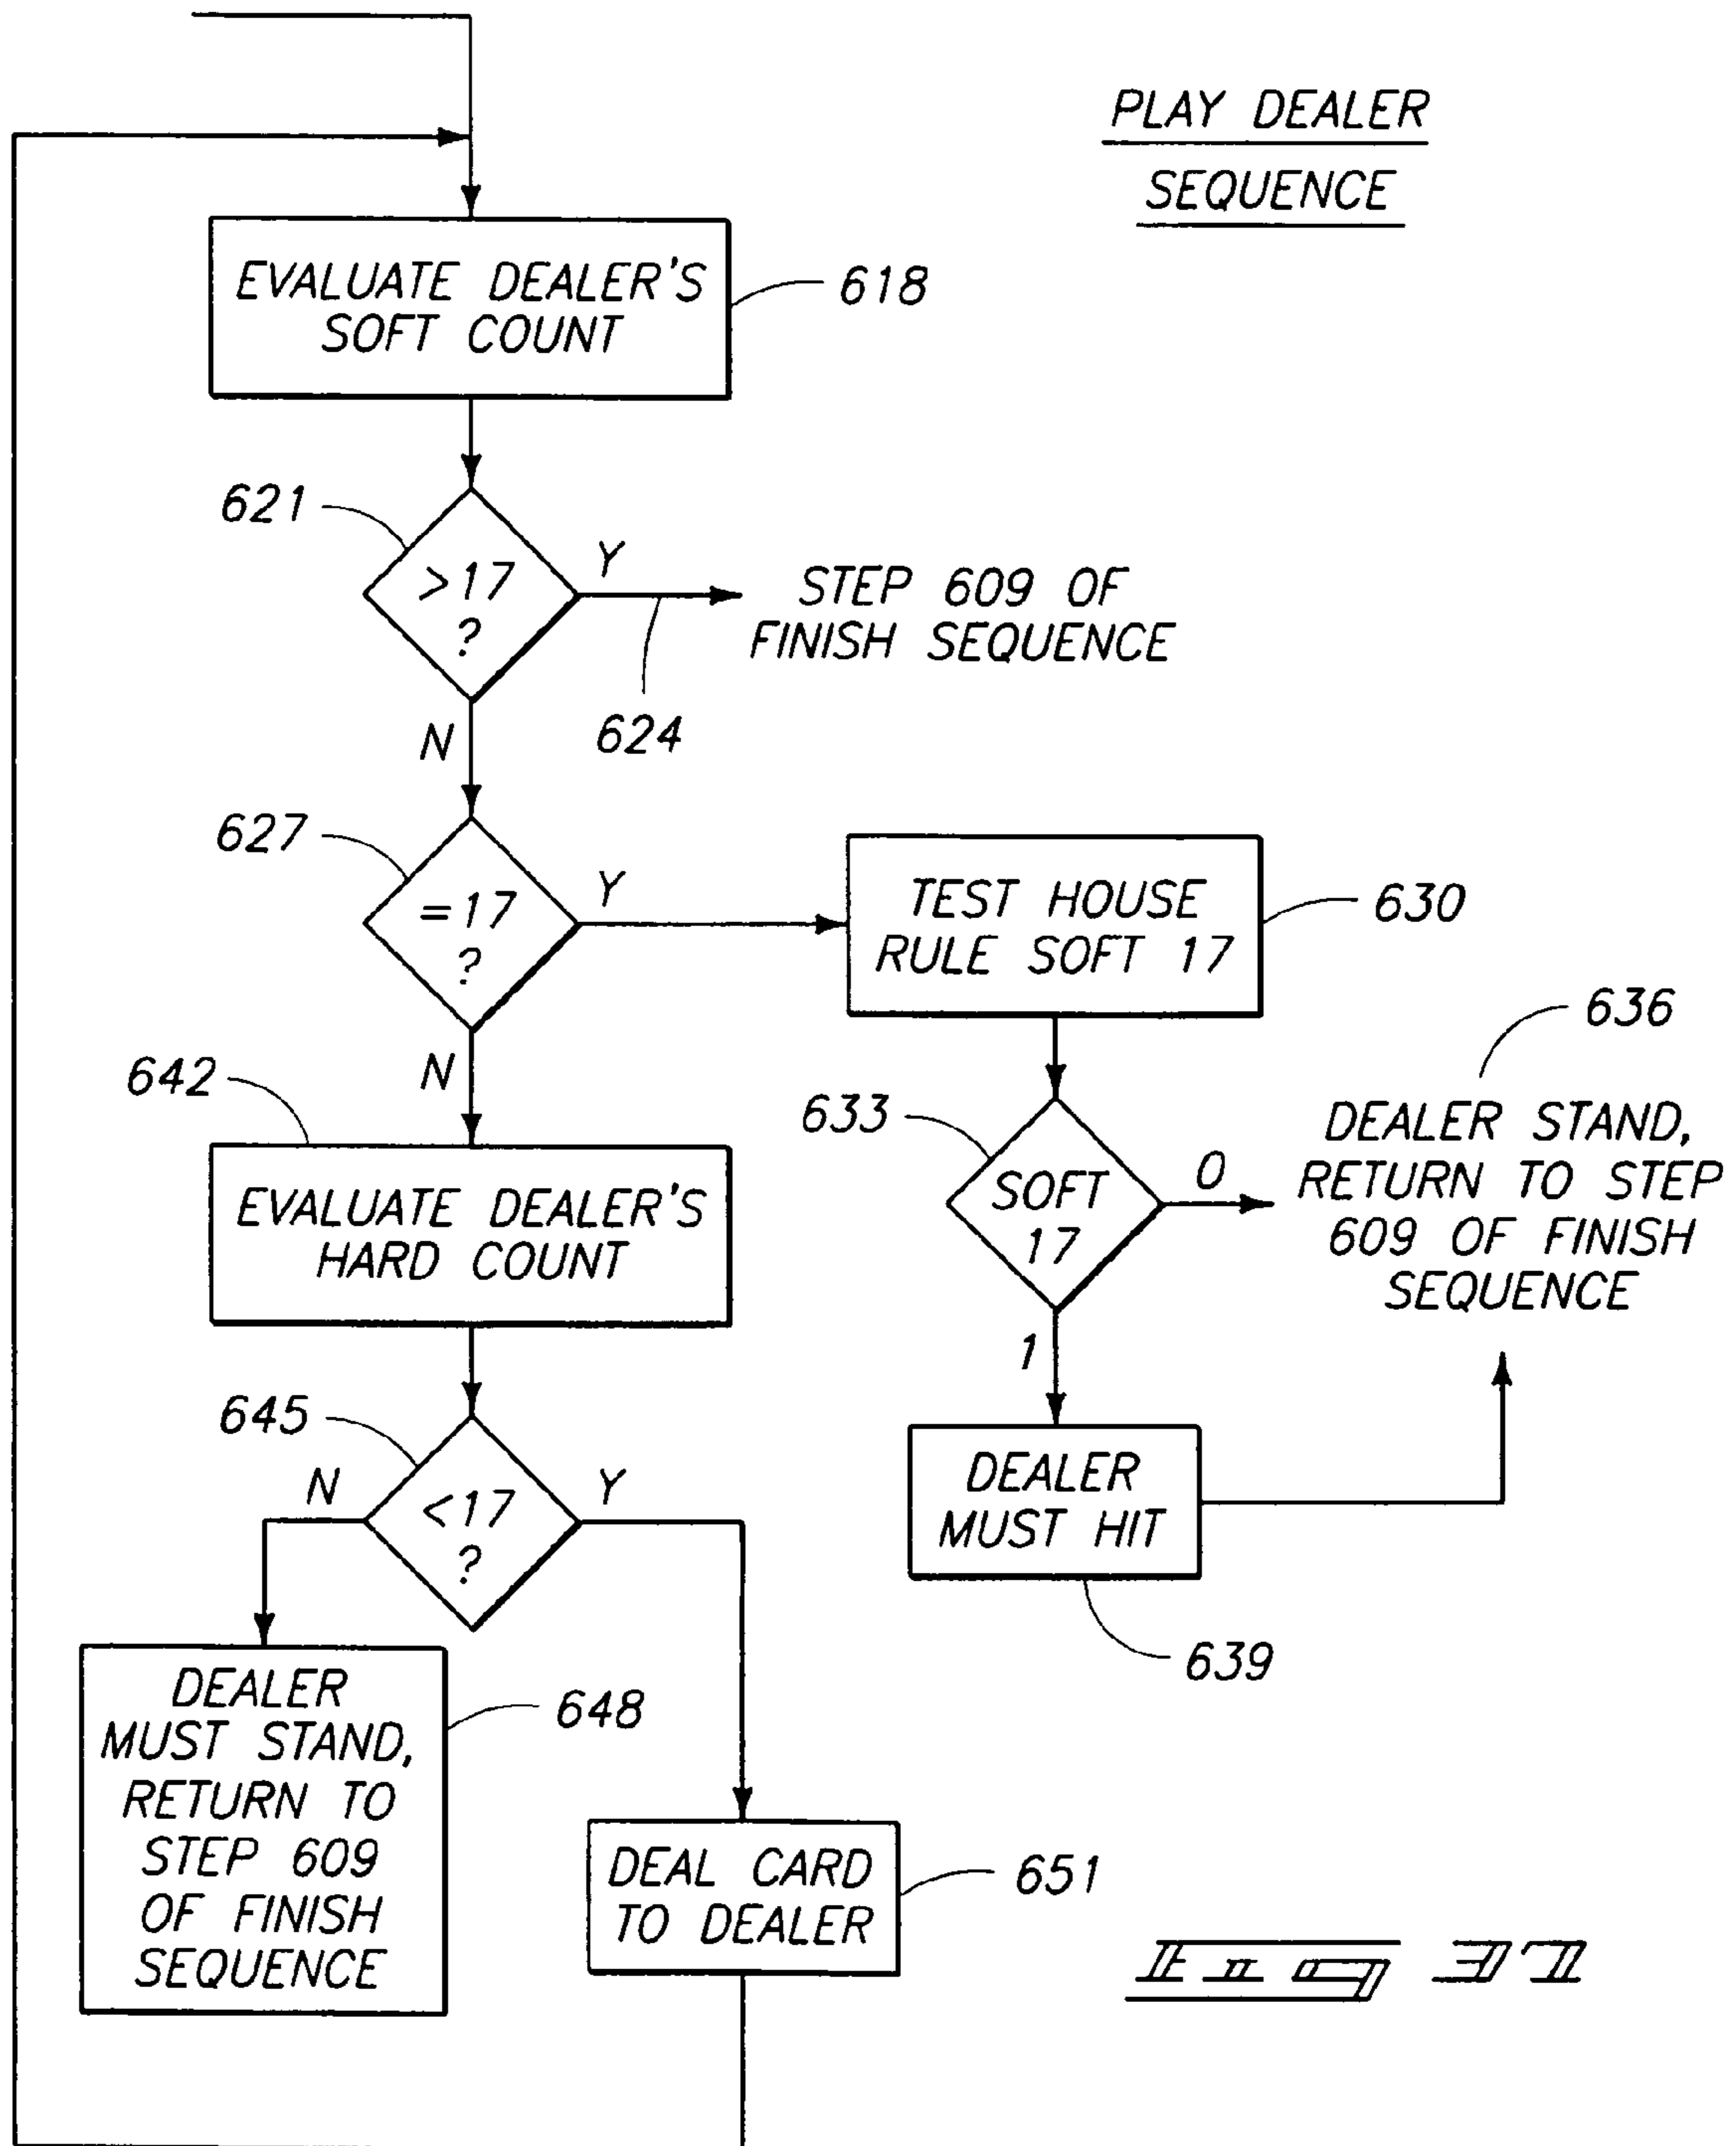 PLAY DEALER
SEQUENCE
EVALUATE DEALER'S
SOFT COUNT
618
621
>17
?
Y
STEP 609 OF
FINISH SEQUENCE
624
N
627
=17
?
Y
TEST HOUSE
RULE SOFT 17
630
636
N
642
633
SOFT
17
0
DEALER STAND,
RETURN TO STEP
609 OF FINISH
SEQUENCE
EVALUATE DEALER'S
HARD COUNT
1
645
N
<17
?
Y
DEALER
MUST HIT
639
DEALER
MUST STAND,
RETURN TO
STEP 609
OF FINISH
SEQUENCE
648
DEAL CARD
TO DEALER
651
Fig 37